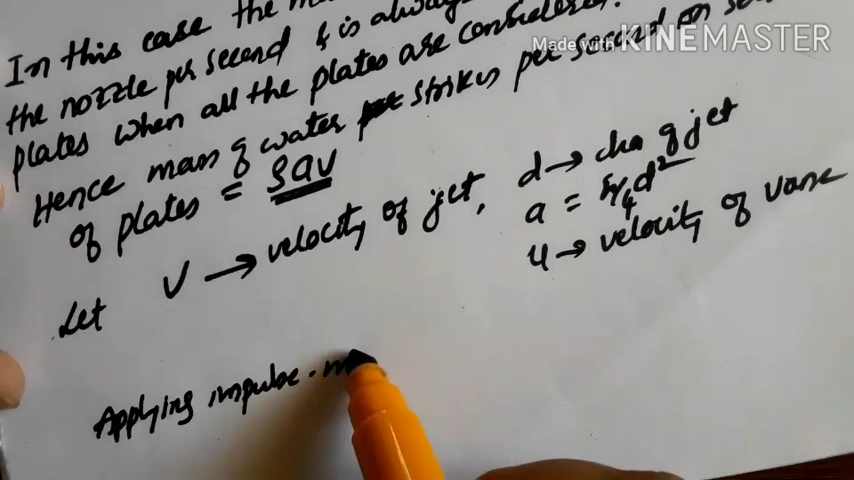 In this case the
the nozzle per second & is always
plates when all the plates are considered.
Hence mass of water strikes per second on
of plates = ρav
Let V → velocity of jet, d → dia of jet
a = π/4 d²
u → velocity of vane
Applying impulse - m
Made with KINEMASTER